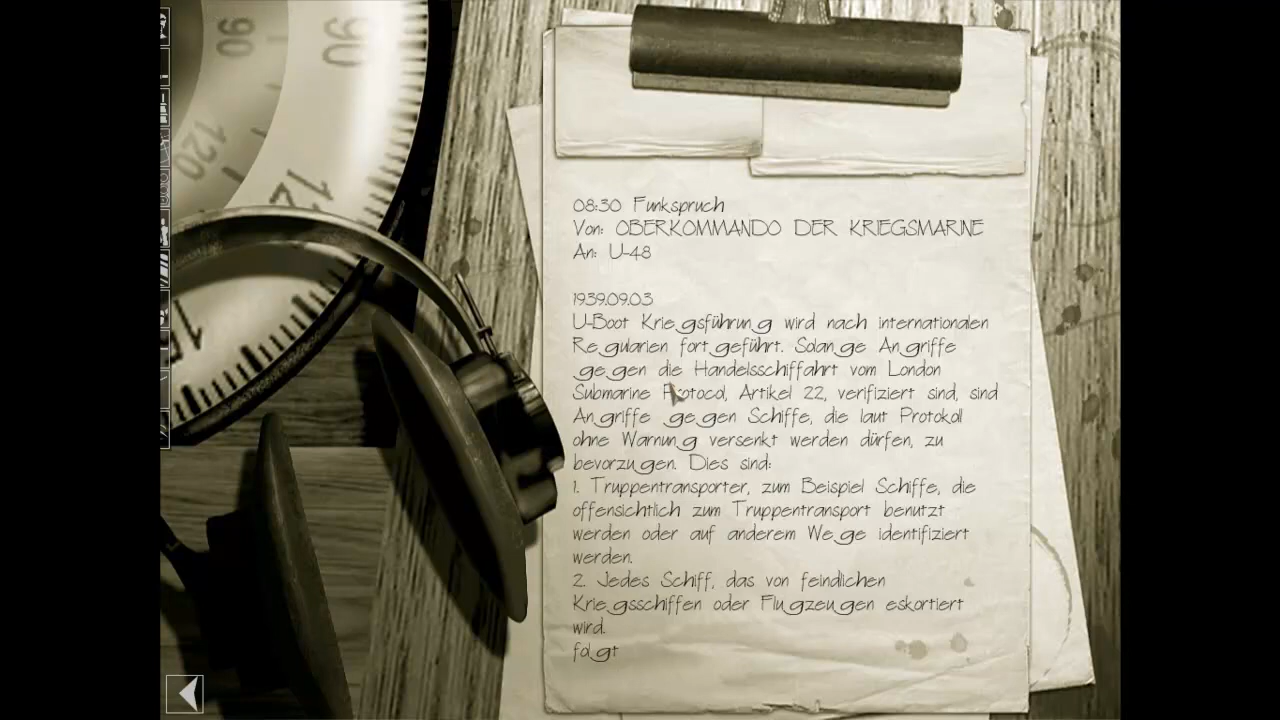 90
90
120
12
08:30 Funkspruch
Von: OBERKOMMANDO DER KRIEGSMARINE
An: U-48
1939.09.03
U-Boot Kriegsführung wird nach internationalen
Regularien fortgeführt. Solange Angriffe
gegen die Handelsschiffahrt vom London
Submarine Protocol, Artikel 22, verifiziert sind, sind
Angriffe gegen Schiffe, die laut Protokoll
ohne Warnung versenkt werden dürfen, zu
bevorzugen. Dies sind:
1. Truppentransporter, zum Beispiel Schiffe, die
offensichtlich zum Truppentransport benutzt
werden oder auf anderem Wege identifiziert
werden.
2. Jedes Schiff, das von feindlichen
Kriegsschiffen oder Flugzeugen eskortiert
wird.
folgt